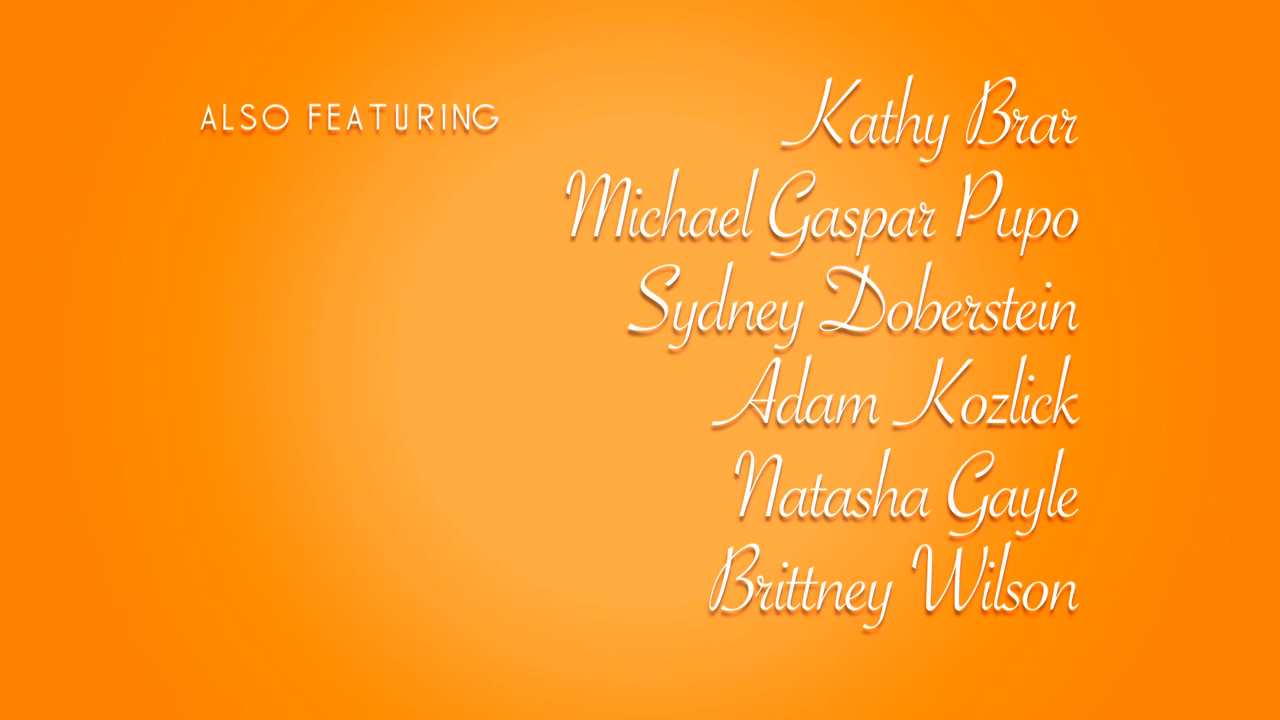 ALSO FEATURING
Kathy Brar
Michael Gaspar Pupo
Sydney Doberstein
Adam Kozlick
Natasha Gayle
Brittney Wilson